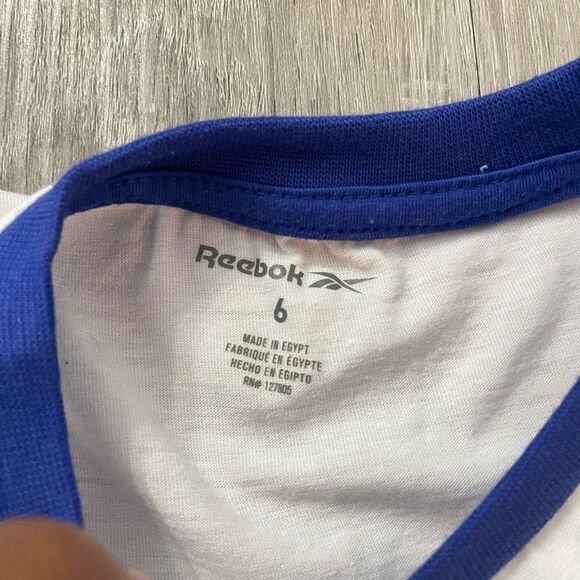 Reebok
6
MADE IN EGYPT
FABRIQUÉ EN ÉGYPTE
HECHO EN EGIPTO
RN# 127805